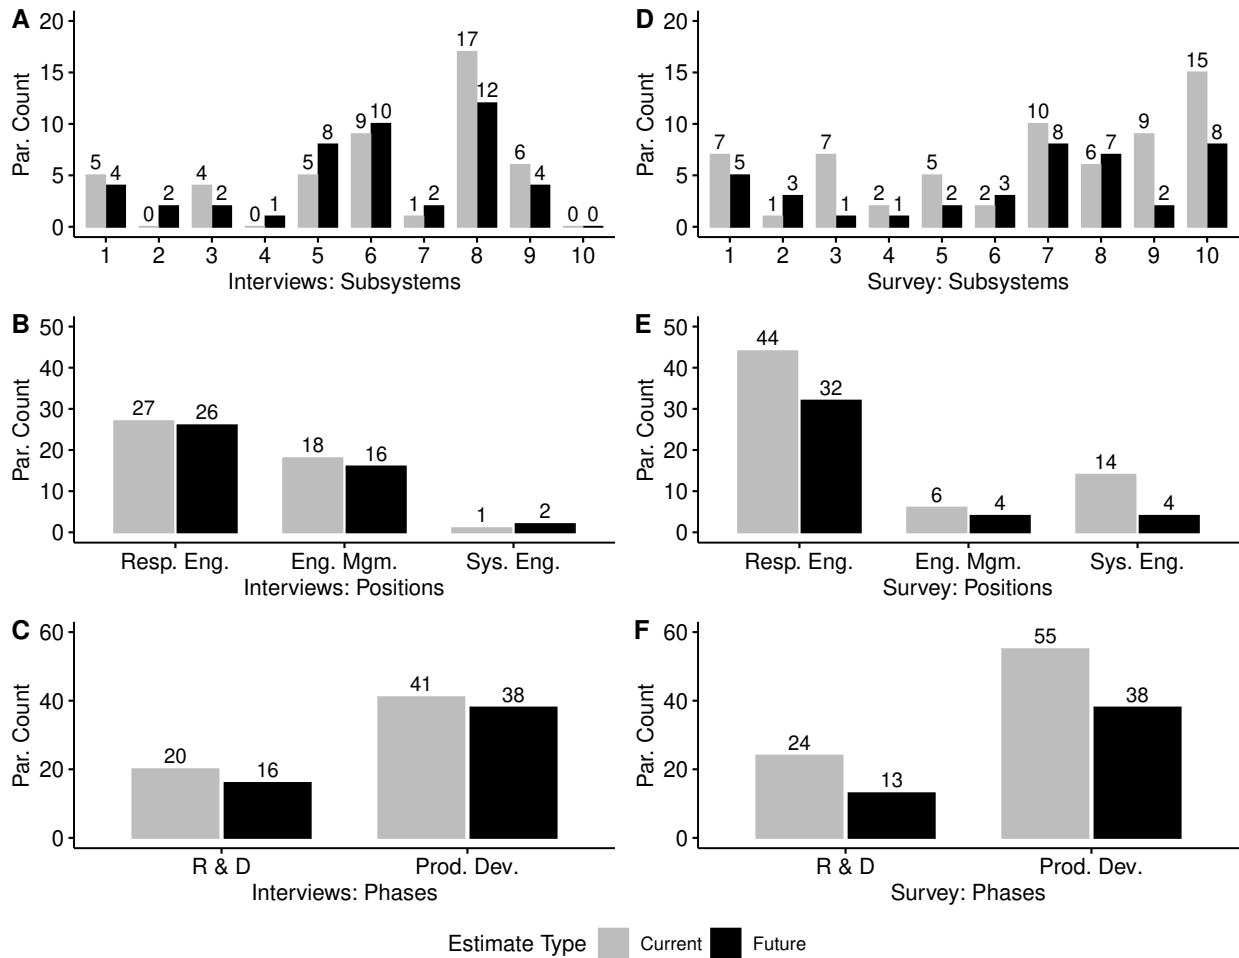 A
Par. Count
20
15
10
5
0
5 4 0 2 4 2 0 1 5 8 9 10 1 2 17 12 6 4 0 0
1 2 3 4 5 6 7 8 9 10
Interviews: Subsystems
D
Par. Count
20
15
10
5
0
7 5 1 3 7 1 2 1 5 2 2 3 10 8 6 7 9 2 15 8
1 2 3 4 5 6 7 8 9 10
Survey: Subsystems
B
Par. Count
50
40
30
20
10
0
27 26 18 16 1 2
Resp. Eng. Eng. Mgm. Sys. Eng.
Interviews: Positions
E
Par. Count
50
40
30
20
10
0
44 32 6 4 14 4
Resp. Eng. Eng. Mgm. Sys. Eng.
Survey: Positions
C
Par. Count
60
40
20
0
20 16 41 38
R & D Prod. Dev.
Interviews: Phases
F
Par. Count
60
40
20
0
24 13 55 38
R & D Prod. Dev.
Survey: Phases
Estimate Type Current Future